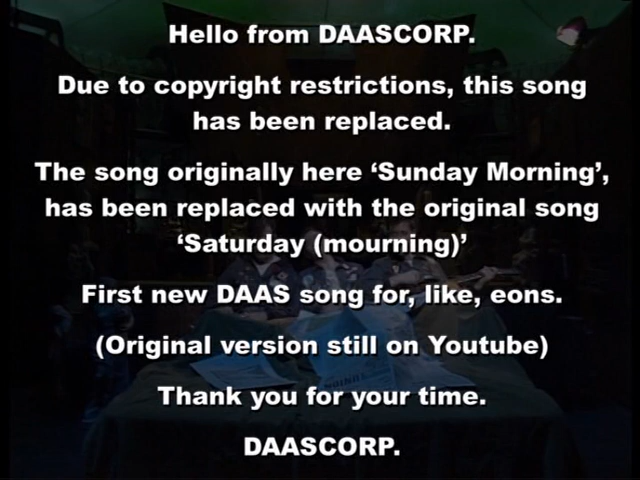 Hello from DAASCORP.
Due to copyright restrictions, this song
has been replaced.
The song originally here ‘Sunday Morning’,
has been replaced with the original song
‘Saturday (mourning)’
First new DAAS song for, like, eons.
(Original version still on Youtube)
Thank you for your time.
DAASCORP.